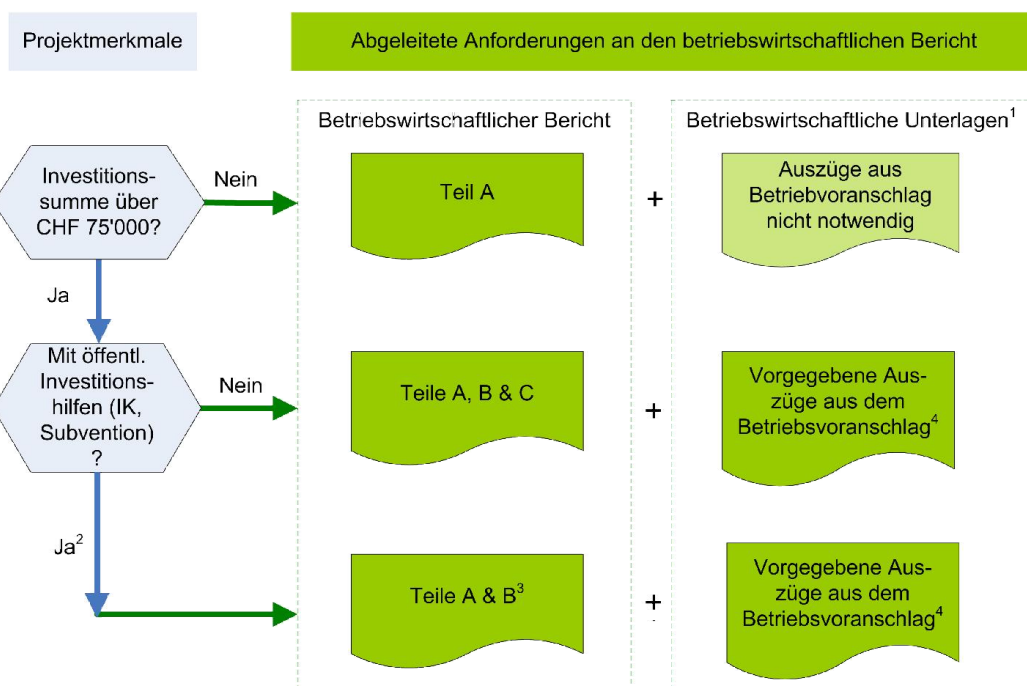 Projektmerkmale
Abgeleitete Anforderungen an den betriebswirtschaftlichen Bericht
Betriebswirtschaftlicher Bericht
Betriebswirtschaftliche Unterlagen¹
Investitions-
summe über
CHF 75'000?
Nein
Teil A
+
Auszüge aus
Betriebvoranschlag
nicht notwendig
Ja
Mit öffentl.
Investitions-
hilfen (IK,
Subvention)
?
Nein
Teile A, B & C
+
Vorgegebene Aus-
züge aus dem
Betriebsvoranschlag⁴
Ja²
Teile A & B³
+
Vorgegebene Aus-
züge aus dem
Betriebsvoranschlag⁴